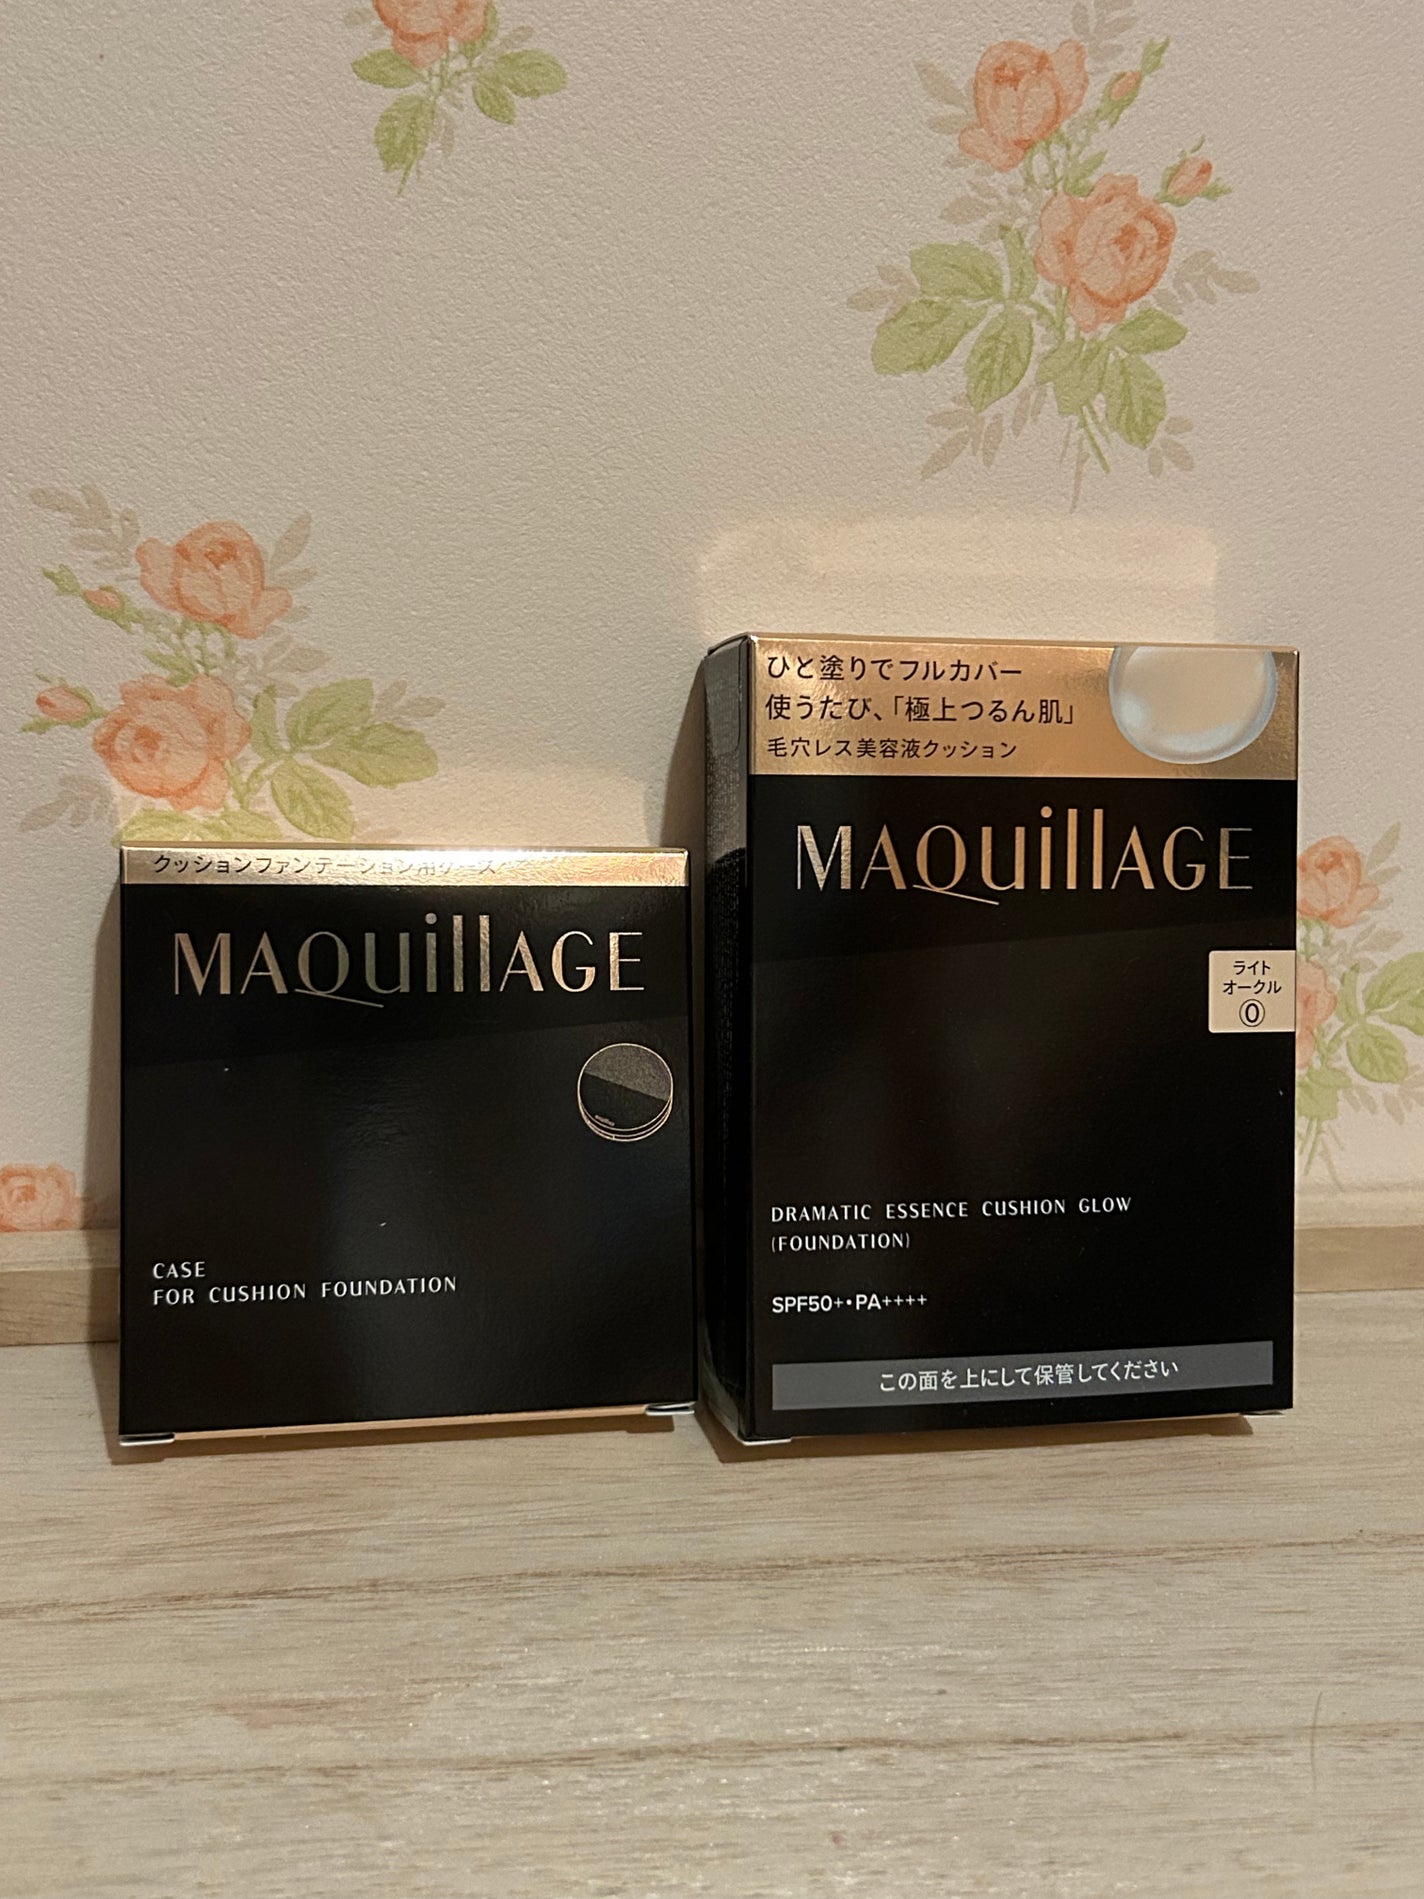 クッションファンデーション用ケース
MAQuillAGE
CASE
FOR CUSHION FOUNDATION
ひと塗りでフルカバー
使うたび、「極上つるん肌」
毛穴レス美容液クッション
MAQuillAGE
ライト
オークル
⓪
DRAMATIC ESSENCE CUSHION GLOW
(FOUNDATION)
SPF50+・PA++++
この面を上にして保管してください